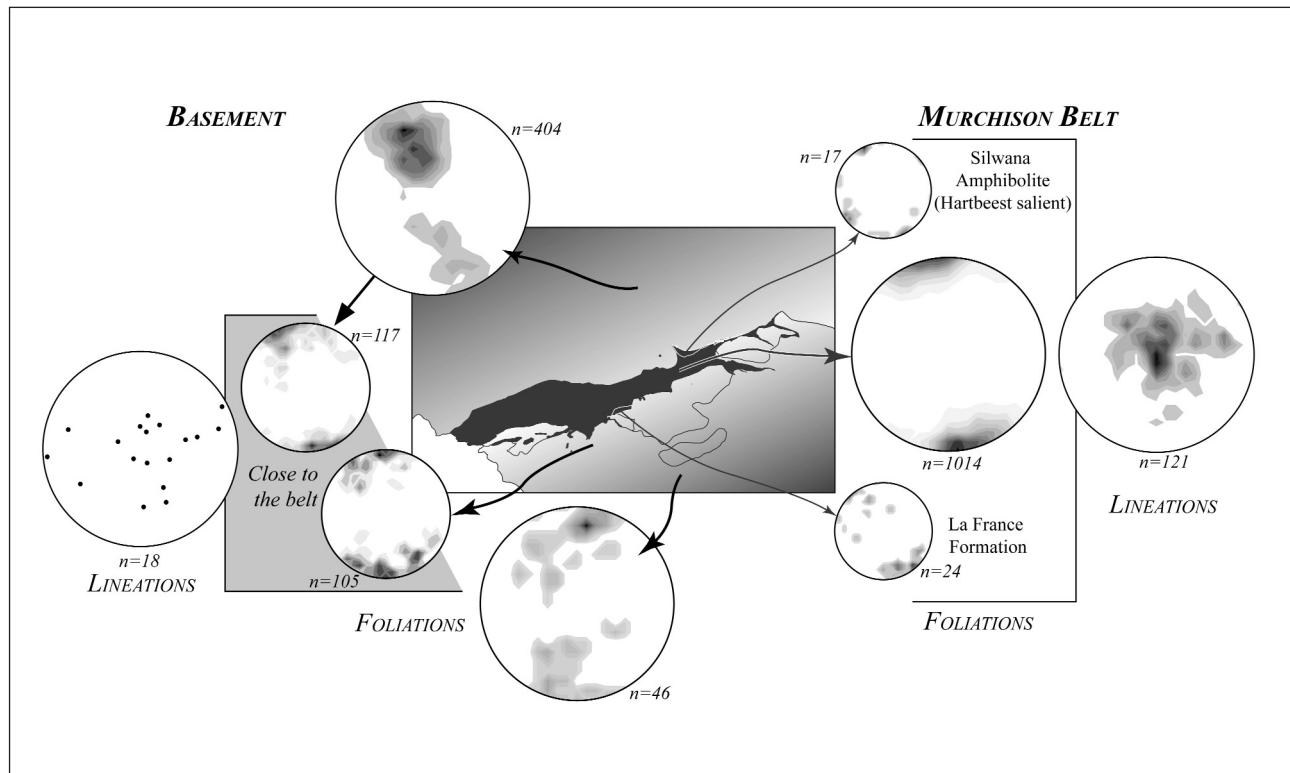 BASEMENT
n=404
n=117
Close to
the belt
n=105
n=18
LINEATIONS
FOLIATIONS
n=46
MURCHISON BELT
n=17
Silwana
Amphibolite
(Hartbeest salient)
n=1014
n=121
LINEATIONS
La France
Formation
n=24
FOLIATIONS